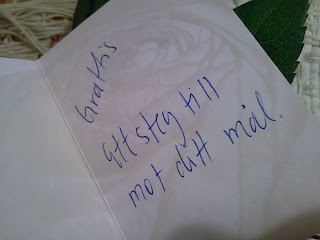 Grattis
ett steg till
mot ditt mål.